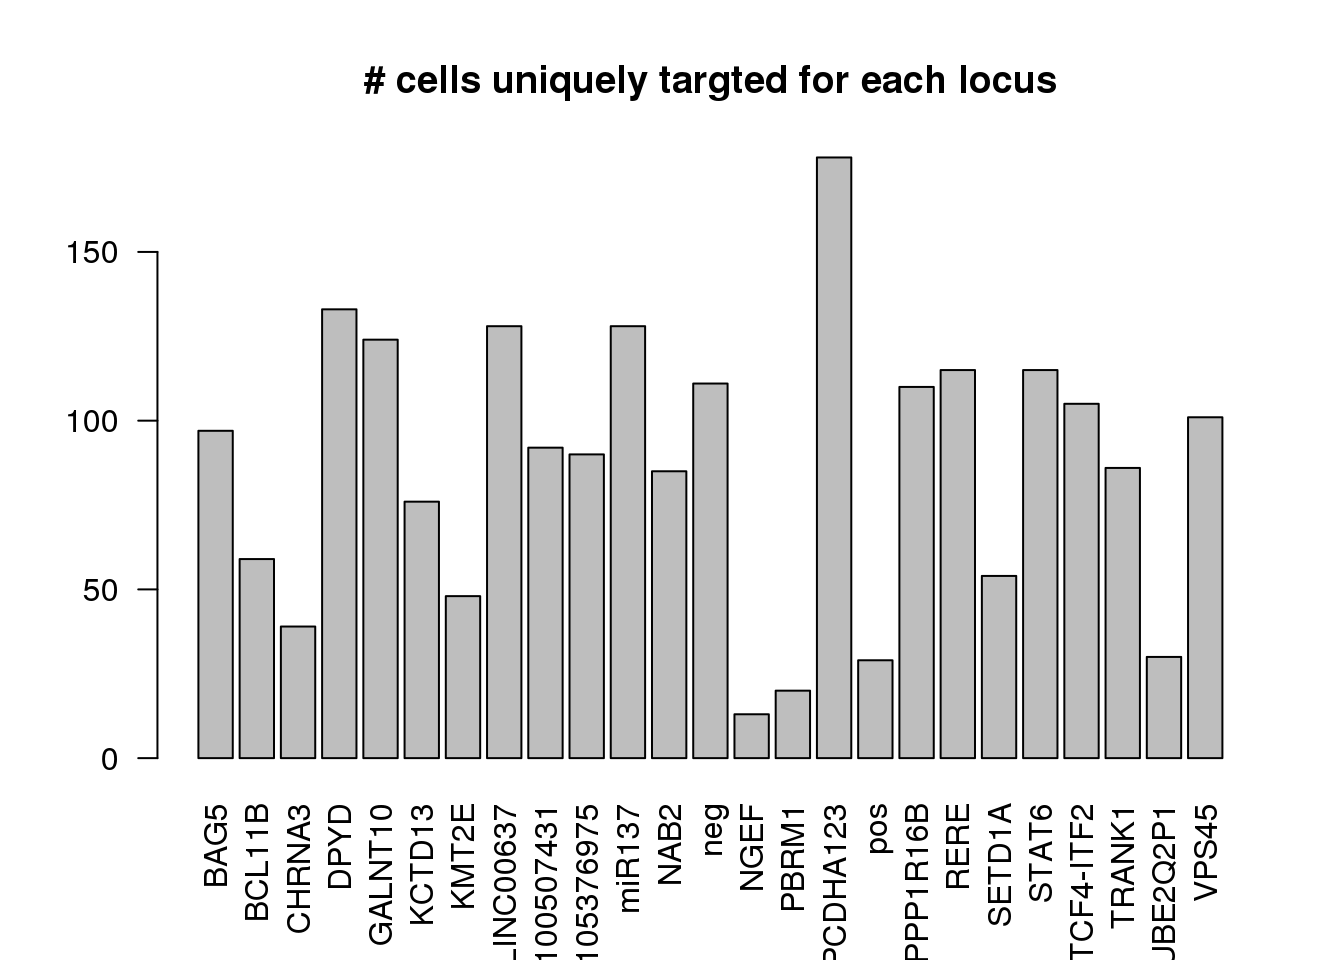 # cells uniquely targted for each locus
150
100
50
0
BAG5
BCL11B
CHRNA3
DPYD
GALNT10
KCTD13
KMT2E
LINC00637
100507431
105376975
miR137
NAB2
neg
NGEF
PBRM1
PCDHA123
pos
PPP1R16B
RERE
SETD1A
STAT6
TCF4-ITF2
TRANK1
UBE2Q2P1
VPS45